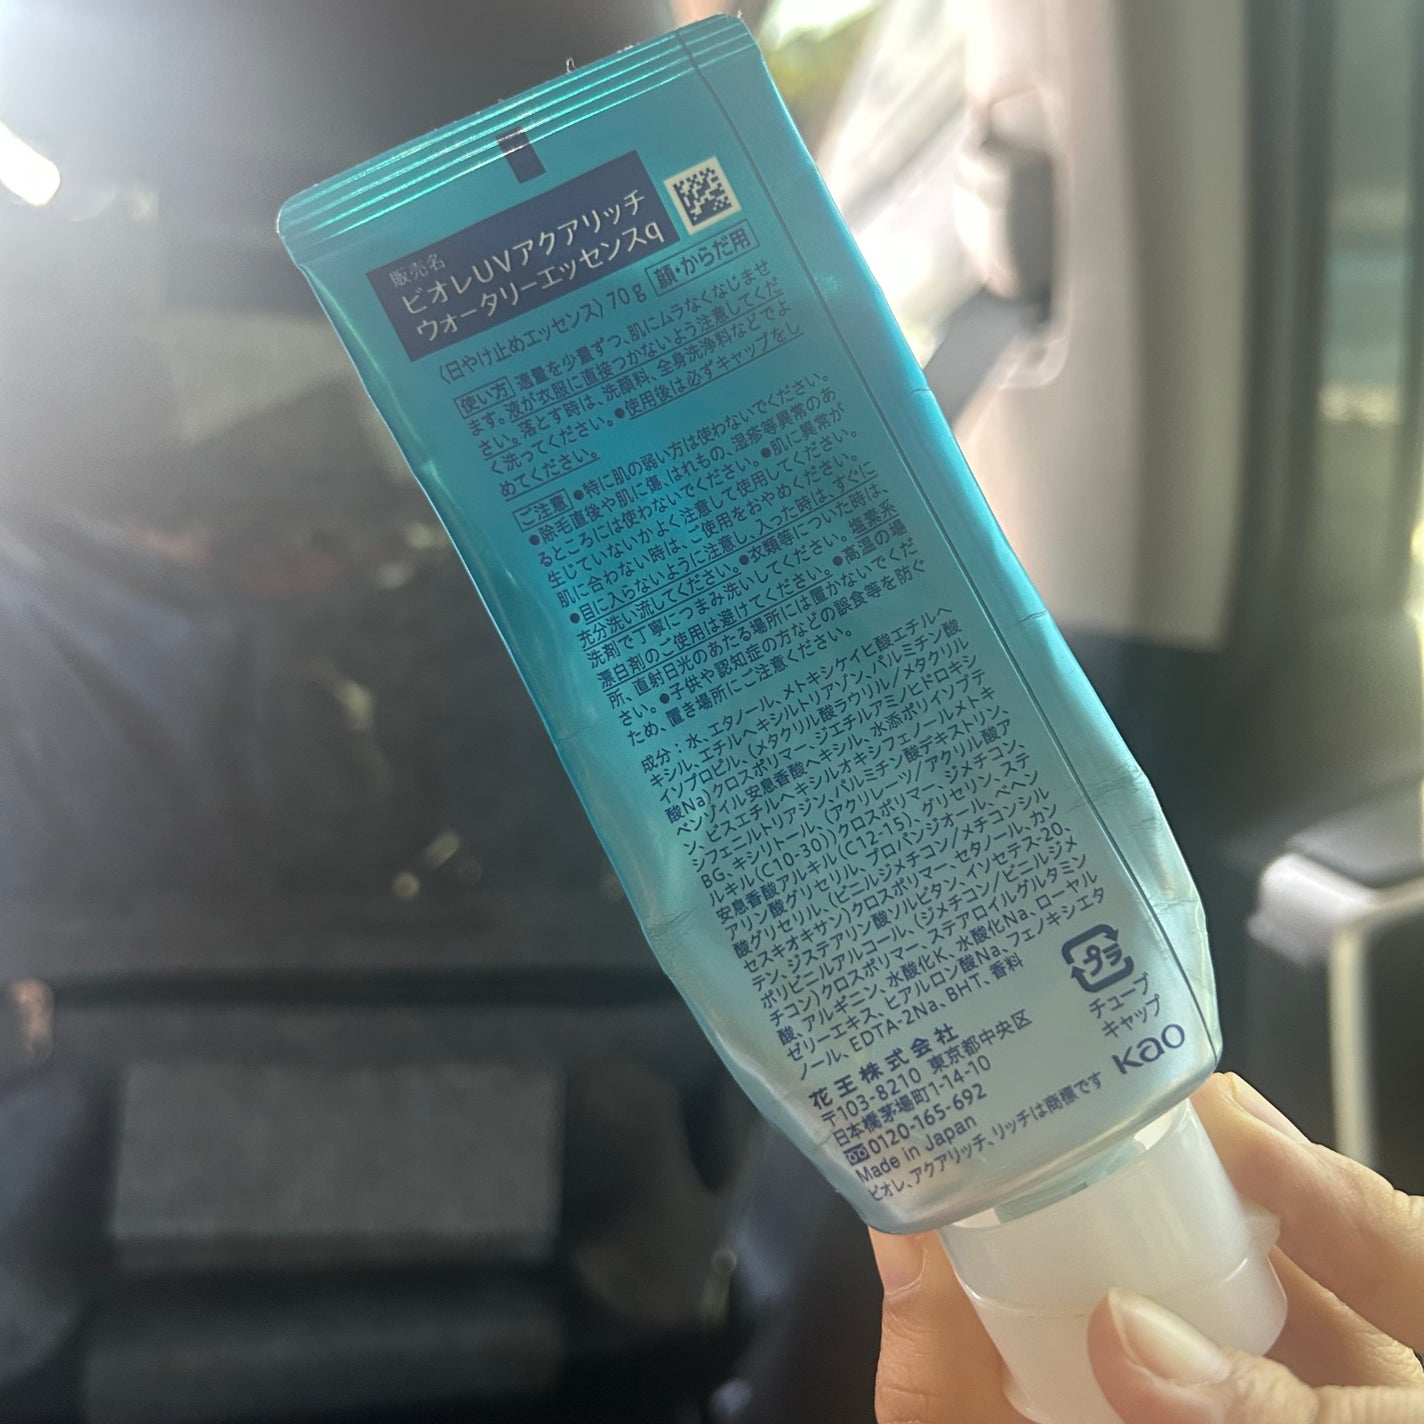 販売名
ビオレUVアクアリッチ
ウォータリーエッセンスq
〈日やけ止めエッセンス〉70g 顔・からだ用
使い方 適量を少量ずつ、肌にムラなくなじませ
ます。液が衣服に直接つかないよう注意してくだ
さい。落とす時は、洗顔料、全身洗浄料などでよ
く洗ってください。●使用後は必ずキャップをし
めてください。
ご注意 ●特に肌の弱い方は使わないでください。
●除毛直後や肌に傷、はれもの、湿疹等異常のあ
るところには使わないでください。●肌に異常が
生じていないかよく注意して使用してください。
肌に合わない時は、ご使用をおやめください。
●目に入らないように注意し、入った時は、すぐに
充分洗い流してください。●衣類等についた時は、
洗剤で丁寧につまみ洗いしてください。塩素系
漂白剤のご使用は避けてください。●高温の場
所、直射日光のあたる場所には置かないでくだ
さい。●子供や認知症の方などの誤食等を防ぐ
ため、置き場所にご注意ください。
成分：水、エタノール、メトキシケイヒ酸エチルヘ
キシル、エチルヘキシルトリアゾン、パルミチン酸
イソプロピル、(メタクリル酸ラウリル/メタクリル
酸Na)クロスポリマー、ジエチルアミノヒドロキシ
ベンゾイル安息香酸ヘキシル、水添ポリイソブテ
ン、ビスエチルヘキシルオキシフェノールメトキ
シフェニルトリアジン、パルミチン酸デキストリン、
BG、キシリトール、(アクリレーツ/アクリル酸ア
ルキル(C10-30))クロスポリマー、ジメチコン、
安息香酸アルキル(C12-15)、グリセリン、ステ
アリン酸グリセリル、プロパンジオール、ベヘン
酸グリセリル、(ビニルジメチコン/メチコンシル
セスキオキサン)クロスポリマー、セタノール、カン
テン、ジステアリン酸ソルビタン、イソセテス-20、
ポリビニルアルコール、(ジメチコン/ビニルジメ
チコン)クロスポリマー、ステアロイルグルタミン
酸、アルギニン、水酸化K、水酸化Na、ローヤル
ゼリーエキス、ヒアルロン酸Na、フェノキシエタ
ノール、EDTA-2Na、BHT、香料
プラ
チューブ
キャップ
花王株式会社
〒103-8210 東京都中央区
日本橋茅場町1-14-10
0120-165-692
Made in Japan
ビオレ、アクアリッチ、リッチは商標です
Kao